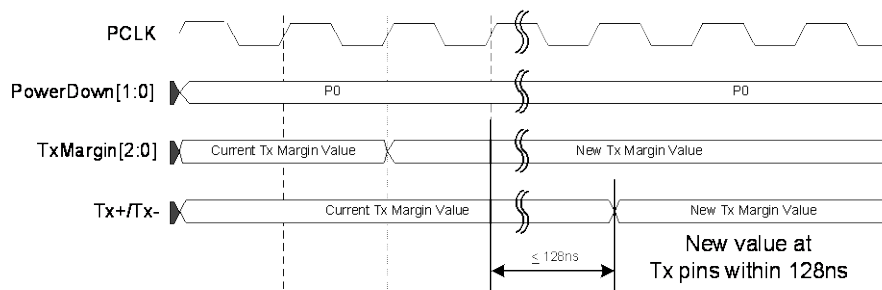 PCLK
PowerDown[1:0] P0 P0
TxMargin[2:0] Current Tx Margin Value New Tx Margin Value
Tx+/Tx- Current Tx Margin Value New Tx Margin Value
≤ 128ns
New value at
Tx pins within 128ns